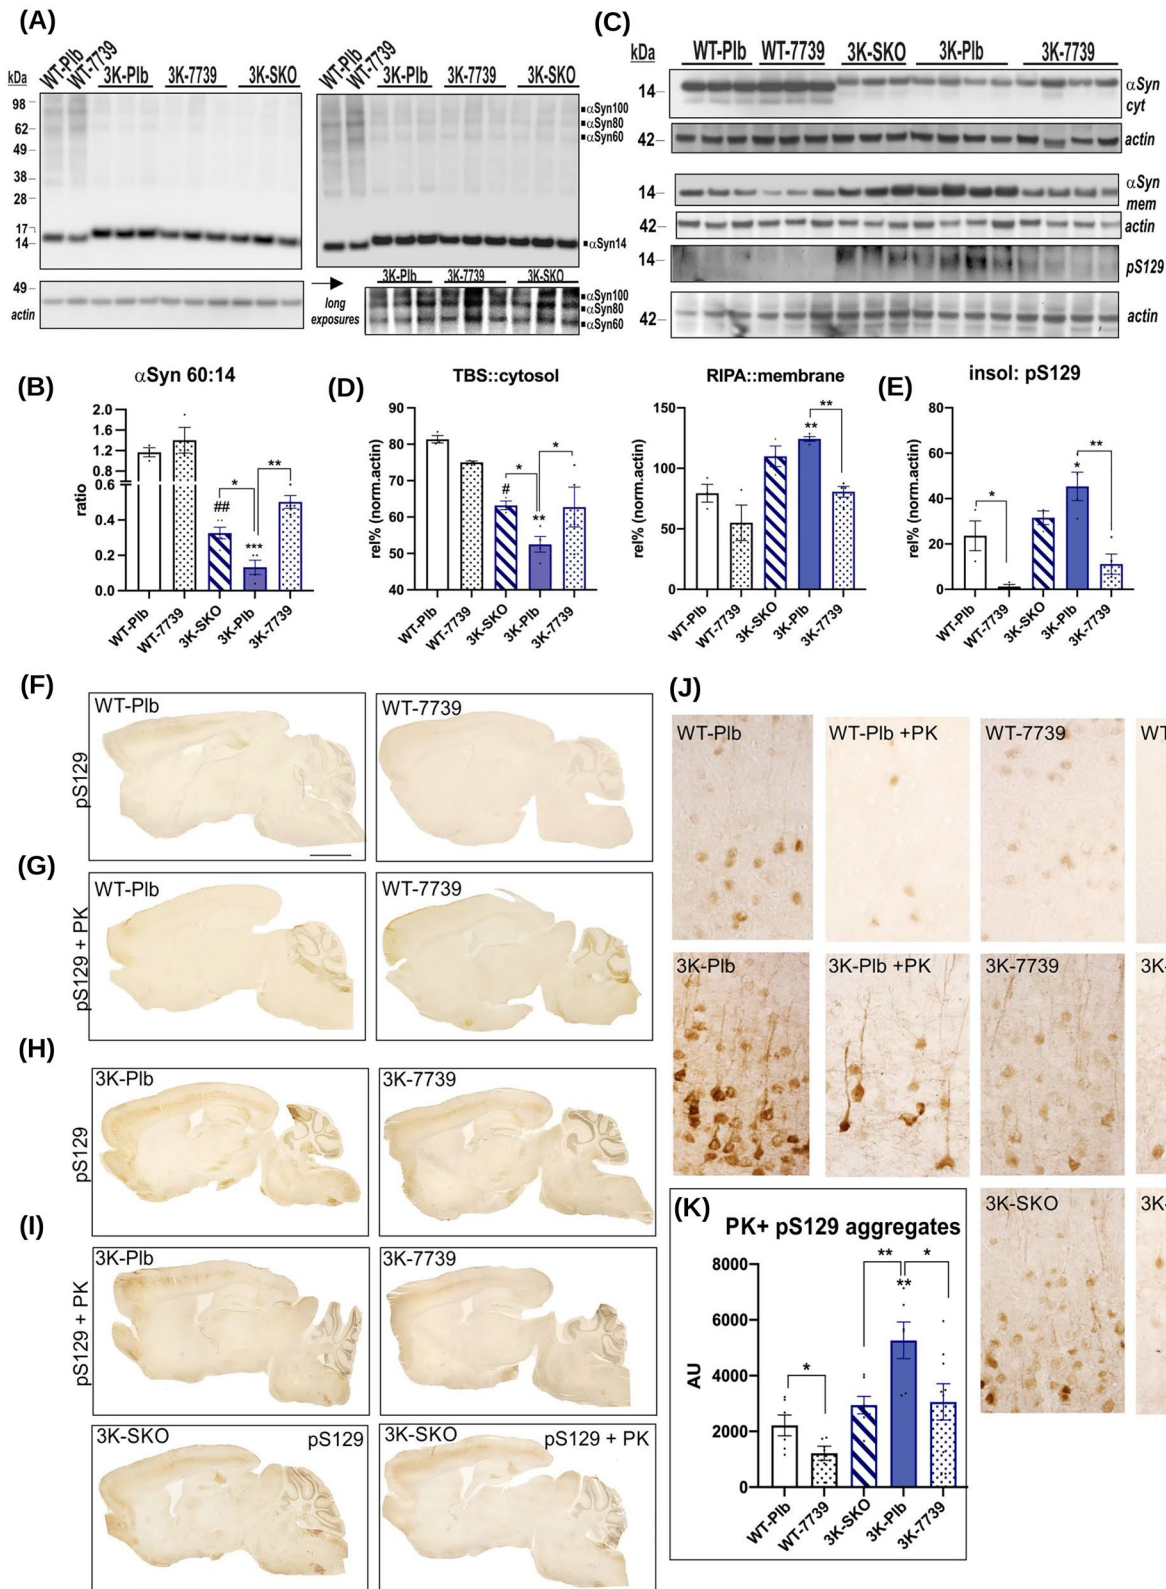 (A)
WT-Plb
WT-7739
kDa
3K-Plb 3K-7739 3K-SKO
98
62
49
38
28
17
14
49
actin
WT-Plb
WT-7739
3K-Plb 3K-7739 3K-SKO
αSyn100
αSyn80
αSyn60
αSyn14
3K-Plb 3K-7739 3K-SKO
long
exposures
αSyn100
αSyn80
αSyn60
(C)
kDa
WT-Plb WT-7739 3K-SKO 3K-Plb 3K-7739
14
αSyn
cyt
42
actin
14
αSyn
mem
42
actin
14
pS129
42
actin
(B)
αSyn 60:14
ratio
2.0
1.6
1.2
0.8
0.6
0.4
0.2
0.0
##
*
***
**
WT-Plb
WT-7739
3K-SKO
3K-Plb
3K-7739
(D)
TBS::cytosol
rel% (norm.actin)
90
80
70
60
50
40
#
*
**
*
WT-Plb
WT-7739
3K-SKO
3K-Plb
3K-7739
RIPA::membrane
rel% (norm.actin)
150
100
50
0
**
**
WT-Plb
WT-7739
3K-SKO
3K-Plb
3K-7739
(E)
insol: pS129
rel% (norm.actin)
80
60
40
20
0
*
*
**
WT-Plb
WT-7739
3K-SKO
3K-Plb
3K-7739
(F)
pS129
WT-Plb
WT-7739
(G)
pS129 + PK
WT-Plb
WT-7739
(H)
pS129
3K-Plb
3K-7739
(I)
pS129 + PK
3K-Plb
3K-7739
3K-SKO pS129
3K-SKO pS129 + PK
(J)
WT-Plb
WT-Plb +PK
WT-7739
WT
3K-Plb
3K-Plb +PK
3K-7739
3K-
3K-SKO
3K-
(K)
PK+ pS129 aggregates
AU
8000
6000
4000
2000
0
*
**
**
*
WT-Plb
WT-7739
3K-SKO
3K-Plb
3K-7739